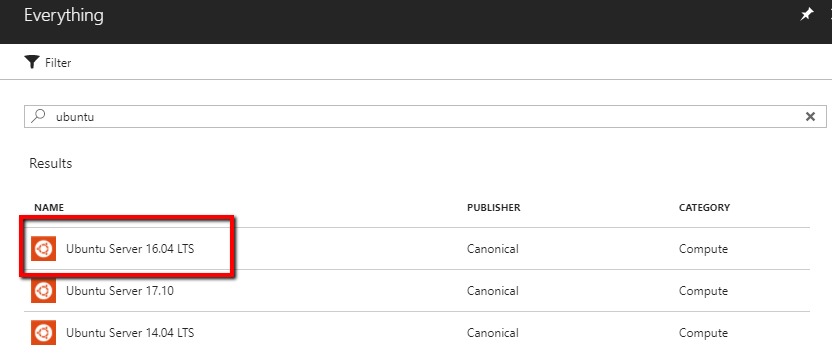 Everything
Filter
ubuntu
Results
NAME PUBLISHER CATEGORY
Ubuntu Server 16.04 LTS Canonical Compute
Ubuntu Server 17.10 Canonical Compute
Ubuntu Server 14.04 LTS Canonical Compute